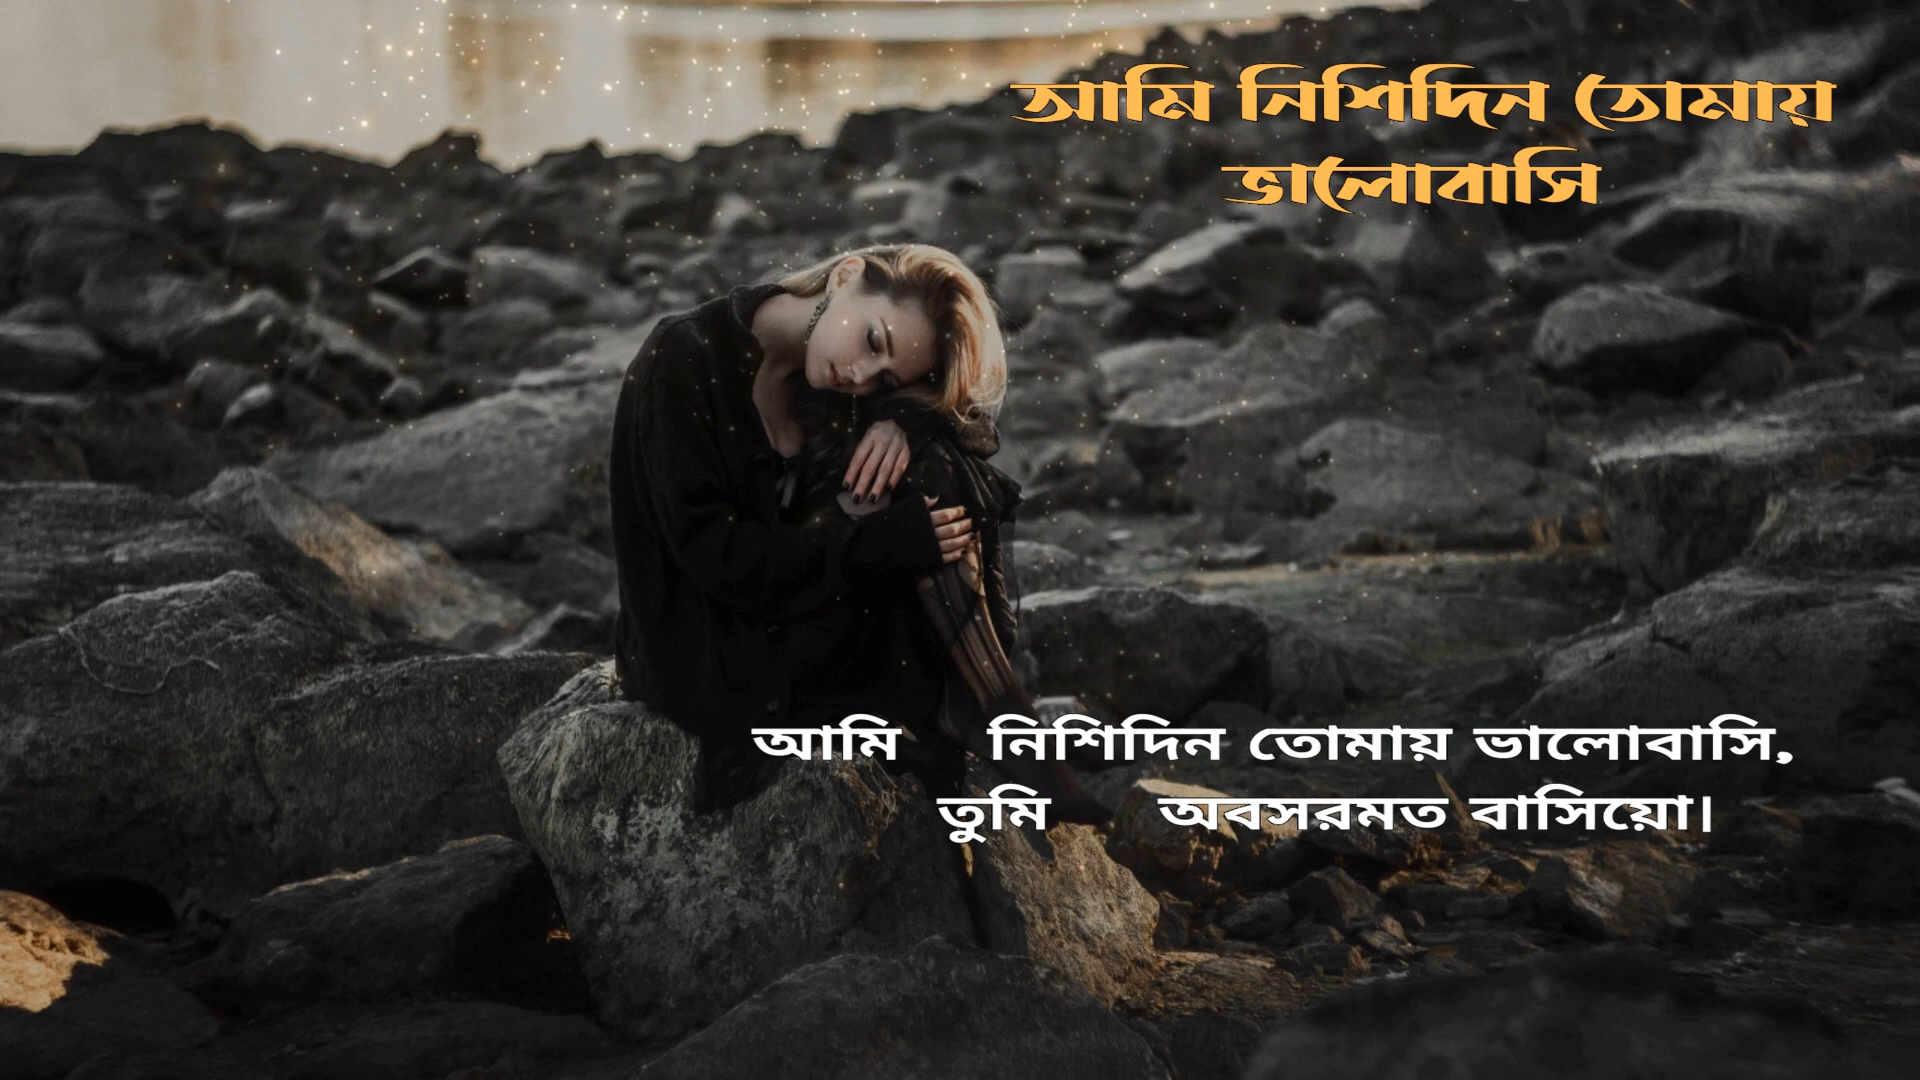 আমি নিশিদিন তোমায়
ভালোবাসি
আমি নিশিদিন তোমায় ভালোবাসি,
তুমি অবসরমত বাসিয়ো।